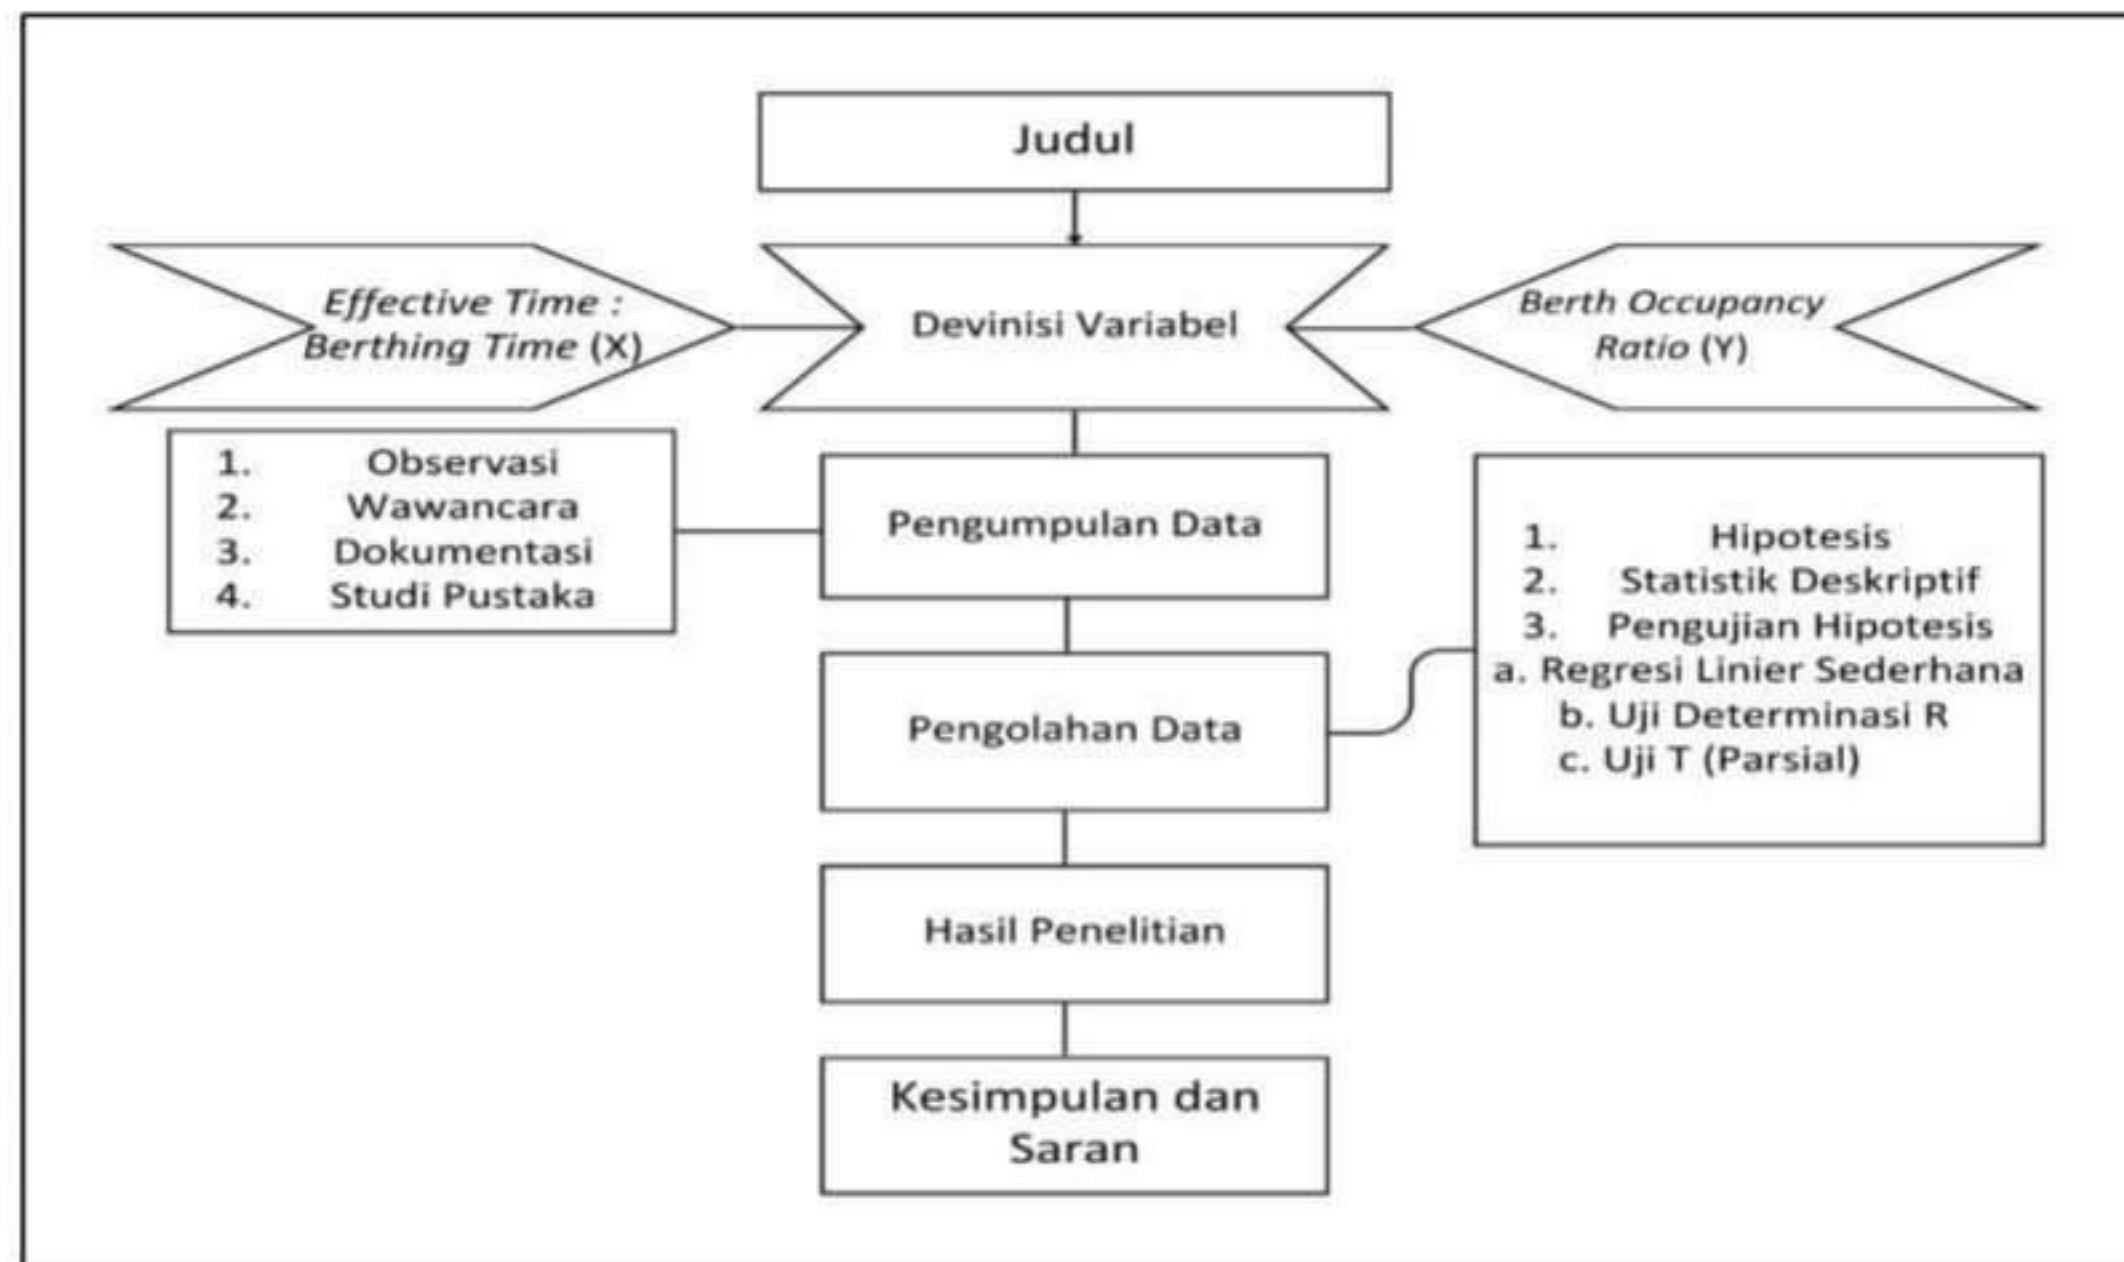 Judul
Effective Time :
Berthing Time (X)
Devinisi Variabel
Berth Occupancy
Ratio (Y)
1. Observasi
2. Wawancara
3. Dokumentasi
4. Studi Pustaka
Pengumpulan Data
1. Hipotesis
2. Statistik Deskriptif
3. Pengujian Hipotesis
a. Regresi Linier Sederhana
b. Uji Determinasi R
c. Uji T (Parsial)
Pengolahan Data
Hasil Penelitian
Kesimpulan dan
Saran